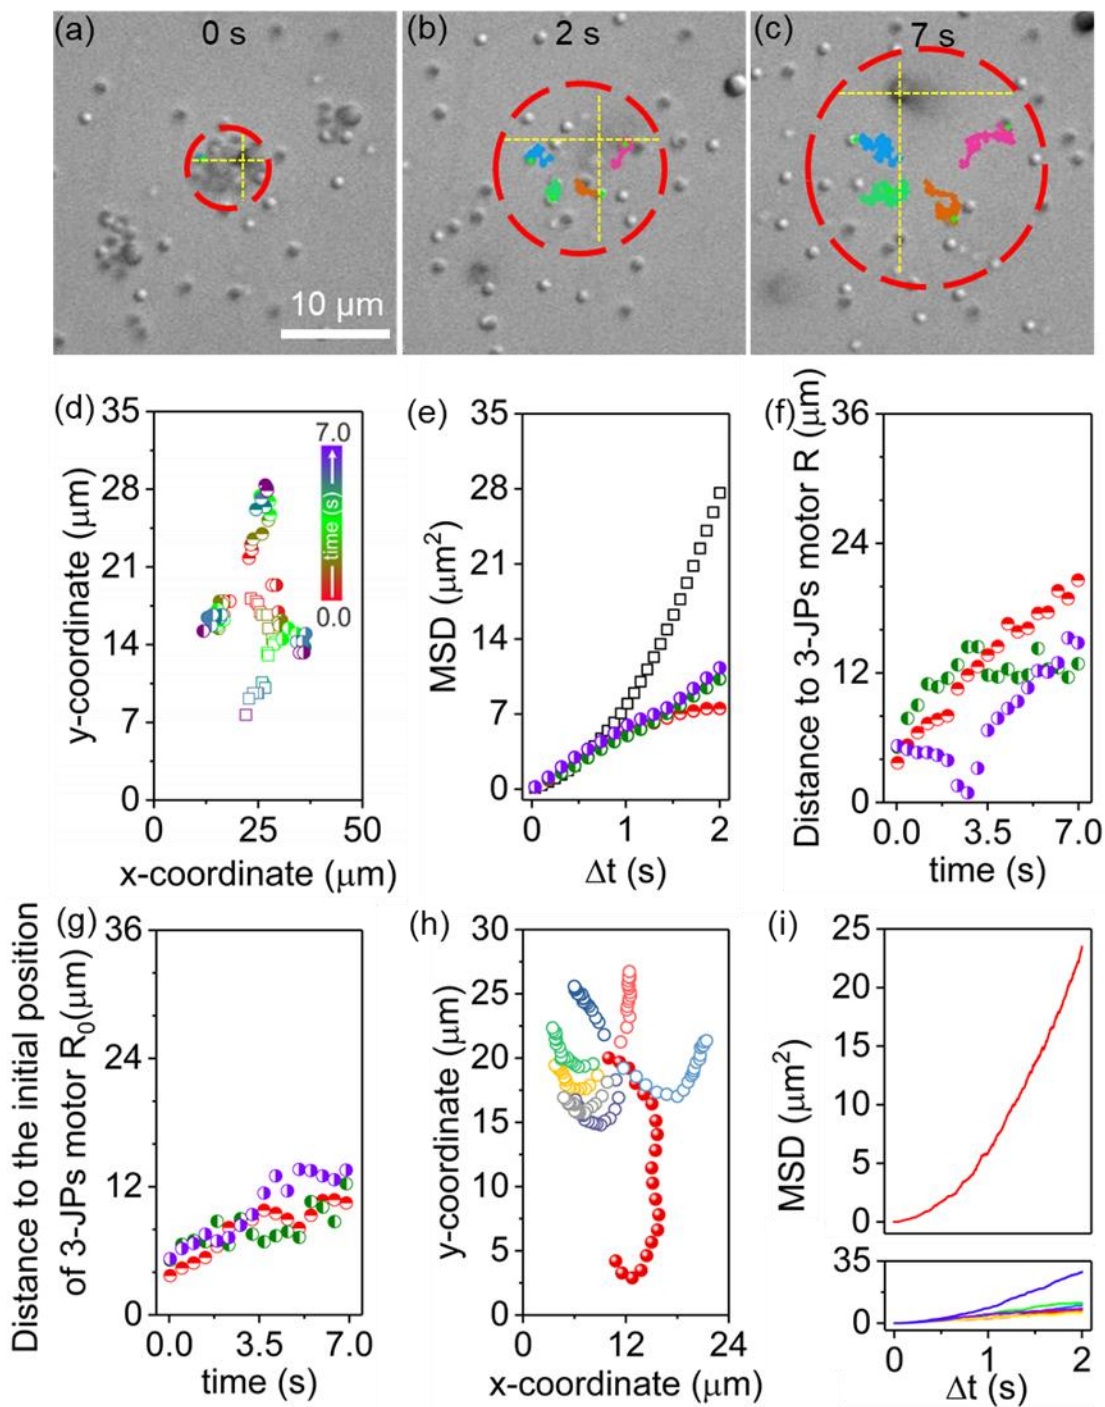 (a) 0 s
(b) 2 s
(c) 7 s
10 µm
(d)
35
28
21
14
7
0
0
25
50
7.0
time (s)
0.0
y-coordinate (µm)
x-coordinate (µm)
(e)
35
28
21
14
7
0
0
1
2
MSD (µm²)
Δt (s)
(f)
36
24
12
0
0.0
3.5
7.0
Distance to 3-JPs motor R (µm)
time (s)
(g)
36
24
12
0
0.0
3.5
7.0
Distance to the initial position
of 3-JPs motor R₀(µm)
time (s)
(h)
30
25
20
15
10
5
0
0
12
24
y-coordinate (µm)
x-coordinate (µm)
(i)
25
20
15
10
5
0
35
0
0
1
2
MSD (µm²)
Δt (s)